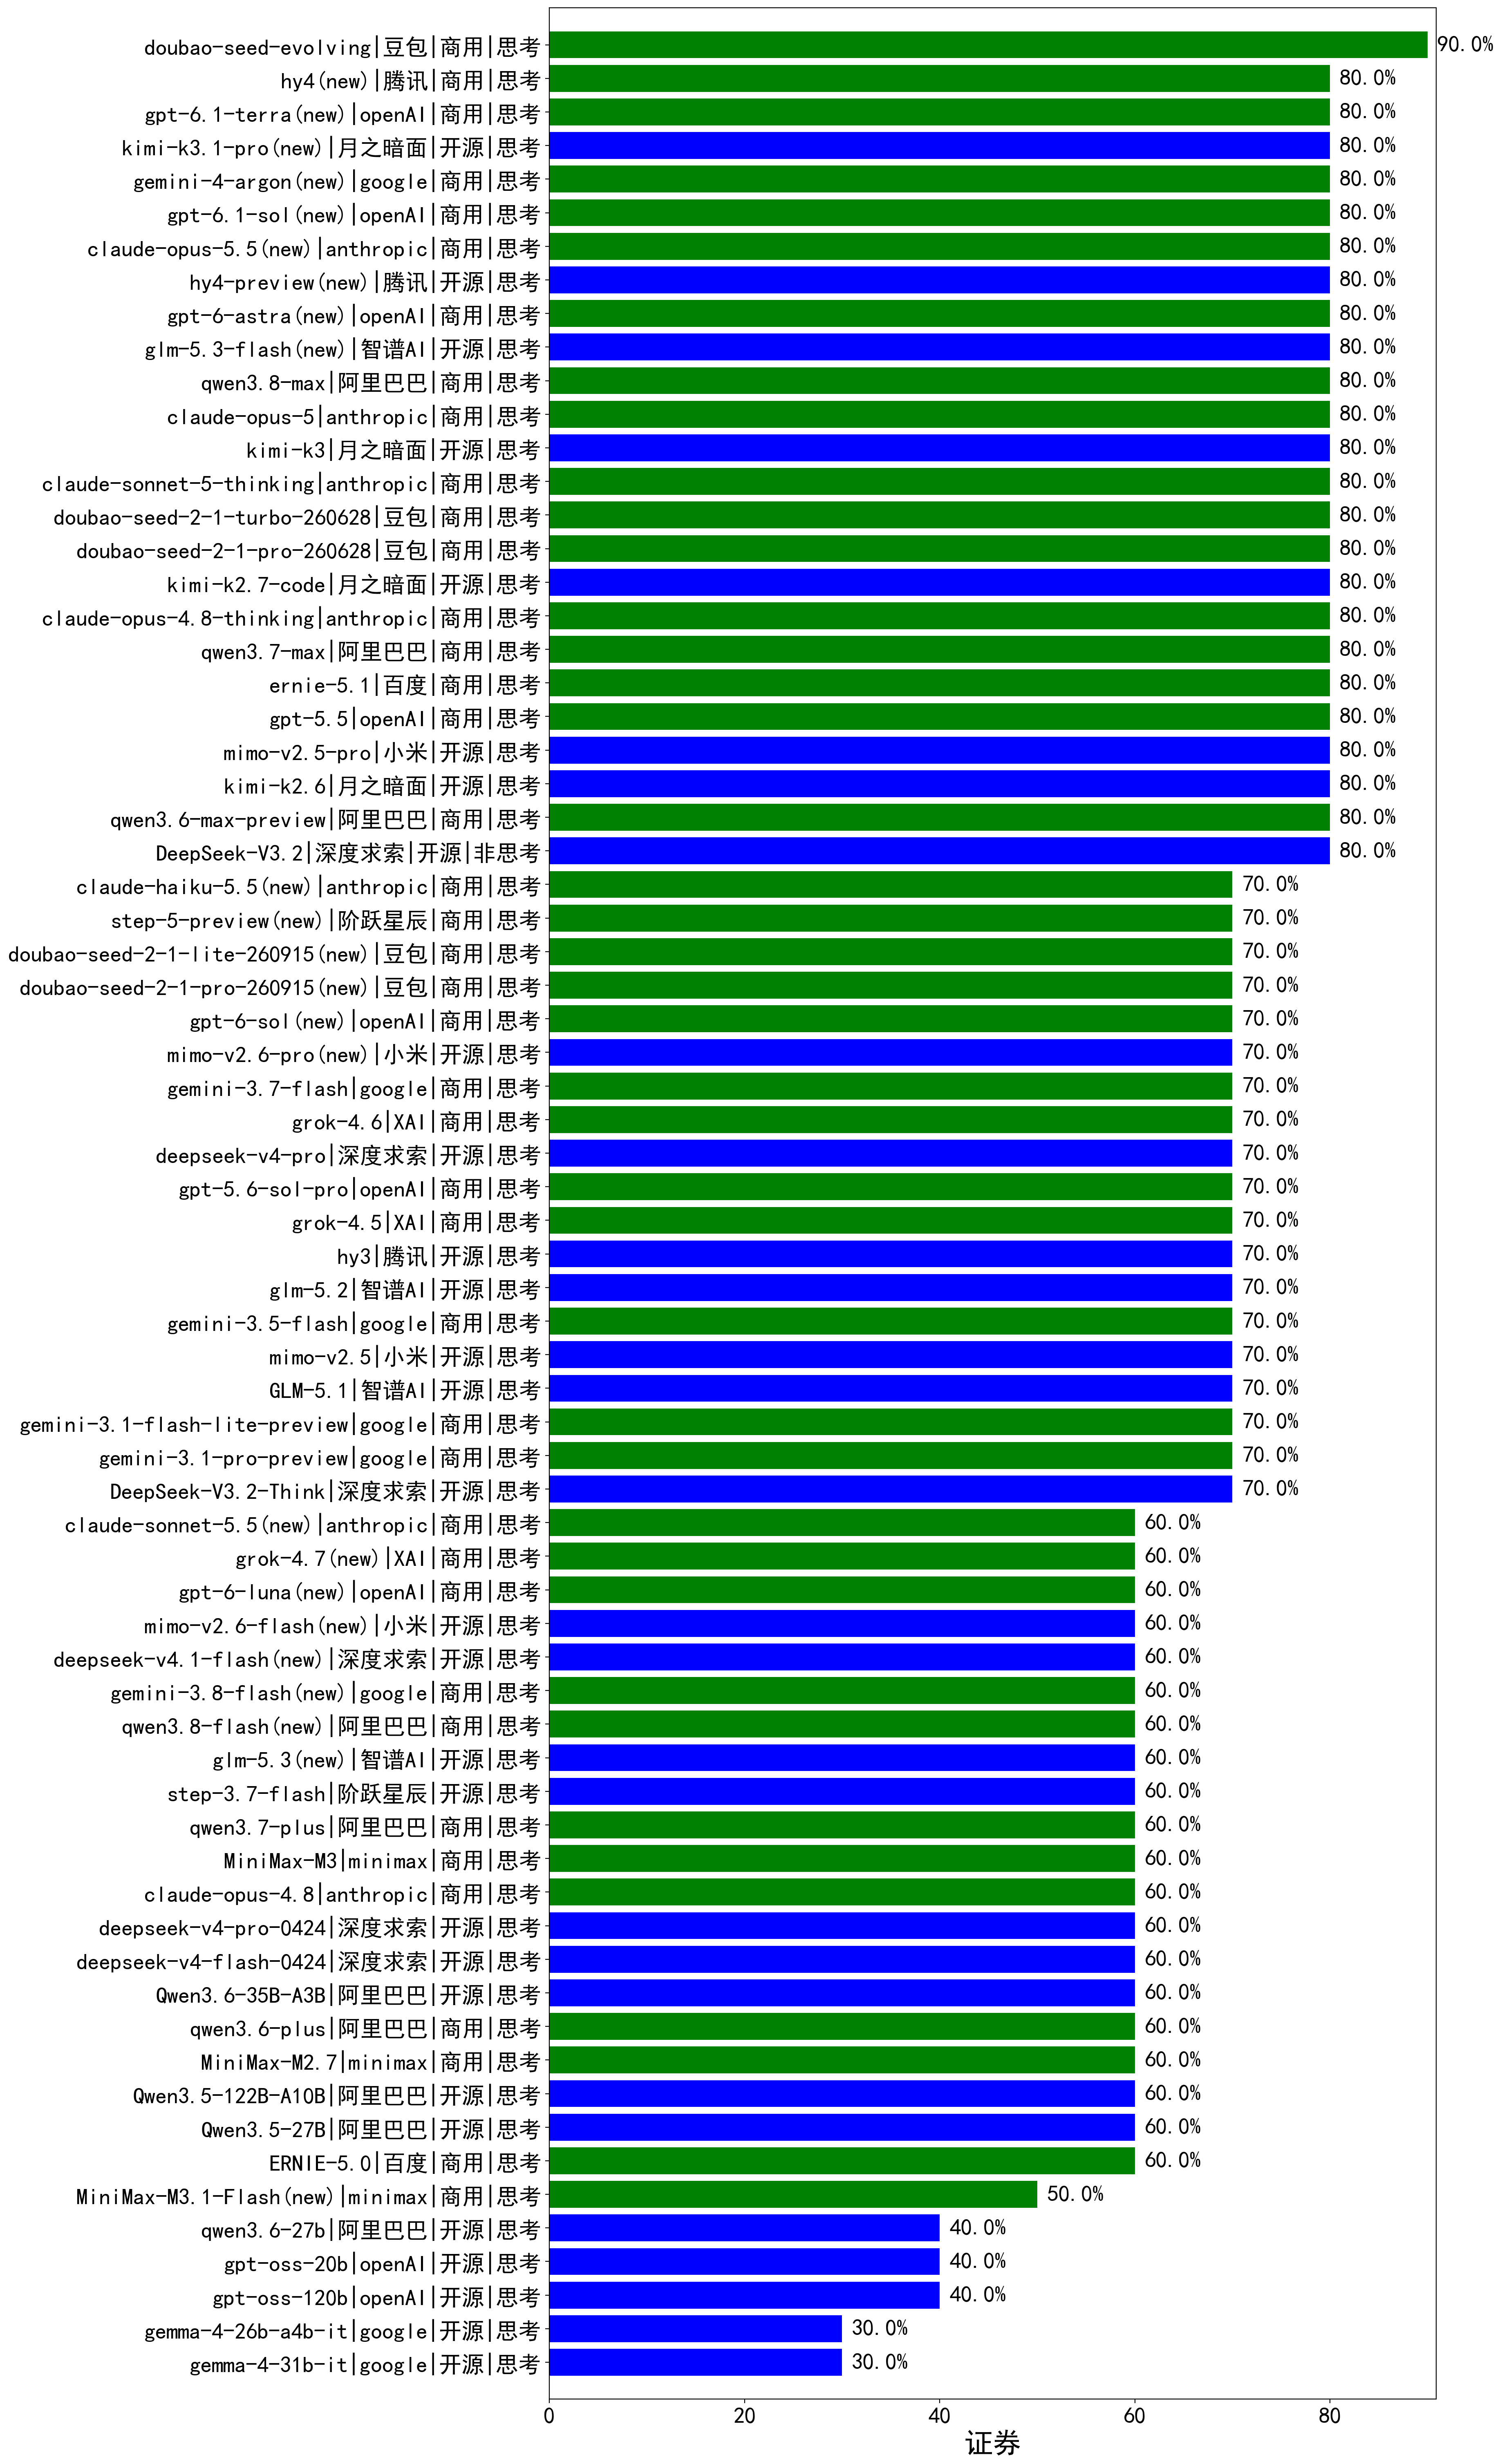 doubao-seed-evolving|豆包|商用|思考 90.0%
hy4(new)|腾讯|商用|思考 80.0%
gpt-6.1-terra(new)|openAI|商用|思考 80.0%
kimi-k3.1-pro(new)|月之暗面|开源|思考 80.0%
gemini-4-argon(new)|google|商用|思考 80.0%
gpt-6.1-sol(new)|openAI|商用|思考 80.0%
claude-opus-5.5(new)|anthropic|商用|思考 80.0%
hy4-preview(new)|腾讯|开源|思考 80.0%
gpt-6-astra(new)|openAI|商用|思考 80.0%
glm-5.3-flash(new)|智谱AI|开源|思考 80.0%
qwen3.8-max|阿里巴巴|商用|思考 80.0%
claude-opus-5|anthropic|商用|思考 80.0%
kimi-k3|月之暗面|开源|思考 80.0%
claude-sonnet-5-thinking|anthropic|商用|思考 80.0%
doubao-seed-2-1-turbo-260628|豆包|商用|思考 80.0%
doubao-seed-2-1-pro-260628|豆包|商用|思考 80.0%
kimi-k2.7-code|月之暗面|开源|思考 80.0%
claude-opus-4.8-thinking|anthropic|商用|思考 80.0%
qwen3.7-max|阿里巴巴|商用|思考 80.0%
ernie-5.1|百度|商用|思考 80.0%
gpt-5.5|openAI|商用|思考 80.0%
mimo-v2.5-pro|小米|开源|思考 80.0%
kimi-k2.6|月之暗面|开源|思考 80.0%
qwen3.6-max-preview|阿里巴巴|商用|思考 80.0%
DeepSeek-V3.2|深度求索|开源|非思考 80.0%
claude-haiku-5.5(new)|anthropic|商用|思考 70.0%
step-5-preview(new)|阶跃星辰|商用|思考 70.0%
doubao-seed-2-1-lite-260915(new)|豆包|商用|思考 70.0%
doubao-seed-2-1-pro-260915(new)|豆包|商用|思考 70.0%
gpt-6-sol(new)|openAI|商用|思考 70.0%
mimo-v2.6-pro(new)|小米|开源|思考 70.0%
gemini-3.7-flash|google|商用|思考 70.0%
grok-4.6|XAI|商用|思考 70.0%
deepseek-v4-pro|深度求索|开源|思考 70.0%
gpt-5.6-sol-pro|openAI|商用|思考 70.0%
grok-4.5|XAI|商用|思考 70.0%
hy3|腾讯|开源|思考 70.0%
glm-5.2|智谱AI|开源|思考 70.0%
gemini-3.5-flash|google|商用|思考 70.0%
mimo-v2.5|小米|开源|思考 70.0%
GLM-5.1|智谱AI|开源|思考 70.0%
gemini-3.1-flash-lite-preview|google|商用|思考 70.0%
gemini-3.1-pro-preview|google|商用|思考 70.0%
DeepSeek-V3.2-Think|深度求索|开源|思考 70.0%
claude-sonnet-5.5(new)|anthropic|商用|思考 60.0%
grok-4.7(new)|XAI|商用|思考 60.0%
gpt-6-luna(new)|openAI|商用|思考 60.0%
mimo-v2.6-flash(new)|小米|开源|思考 60.0%
deepseek-v4.1-flash(new)|深度求索|开源|思考 60.0%
gemini-3.8-flash(new)|google|商用|思考 60.0%
qwen3.8-flash(new)|阿里巴巴|商用|思考 60.0%
glm-5.3(new)|智谱AI|开源|思考 60.0%
step-3.7-flash|阶跃星辰|开源|思考 60.0%
qwen3.7-plus|阿里巴巴|商用|思考 60.0%
MiniMax-M3|minimax|商用|思考 60.0%
claude-opus-4.8|anthropic|商用|思考 60.0%
deepseek-v4-pro-0424|深度求索|开源|思考 60.0%
deepseek-v4-flash-0424|深度求索|开源|思考 60.0%
Qwen3.6-35B-A3B|阿里巴巴|开源|思考 60.0%
qwen3.6-plus|阿里巴巴|商用|思考 60.0%
MiniMax-M2.7|minimax|商用|思考 60.0%
Qwen3.5-122B-A10B|阿里巴巴|开源|思考 60.0%
Qwen3.5-27B|阿里巴巴|开源|思考 60.0%
ERNIE-5.0|百度|商用|思考 60.0%
MiniMax-M3.1-Flash(new)|minimax|商用|思考 50.0%
qwen3.6-27b|阿里巴巴|开源|思考 40.0%
gpt-oss-20b|openAI|开源|思考 40.0%
gpt-oss-120b|openAI|开源|思考 40.0%
gemma-4-26b-a4b-it|google|开源|思考 30.0%
gemma-4-31b-it|google|开源|思考 30.0%
0 20 40 60 80
证券